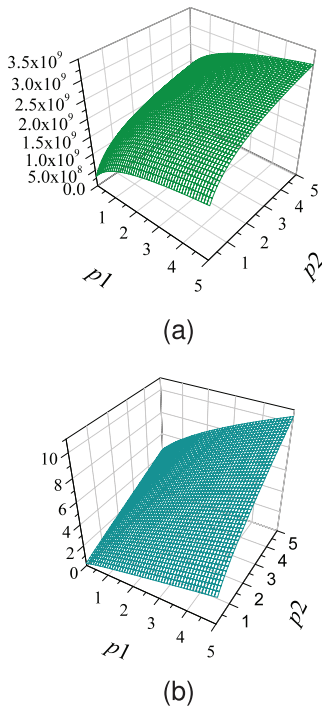 3.5x10⁹
3.0x10⁹
2.5x10⁹
2.0x10⁹
1.5x10⁹
1.0x10⁹
5.0x10⁸
0.0
1 2 3 4 5
p1
1 2 3 4 5
p2
(a)
10
8
6
4
2
0
1 2 3 4 5
p1
1 2 3 4 5
p2
(b)